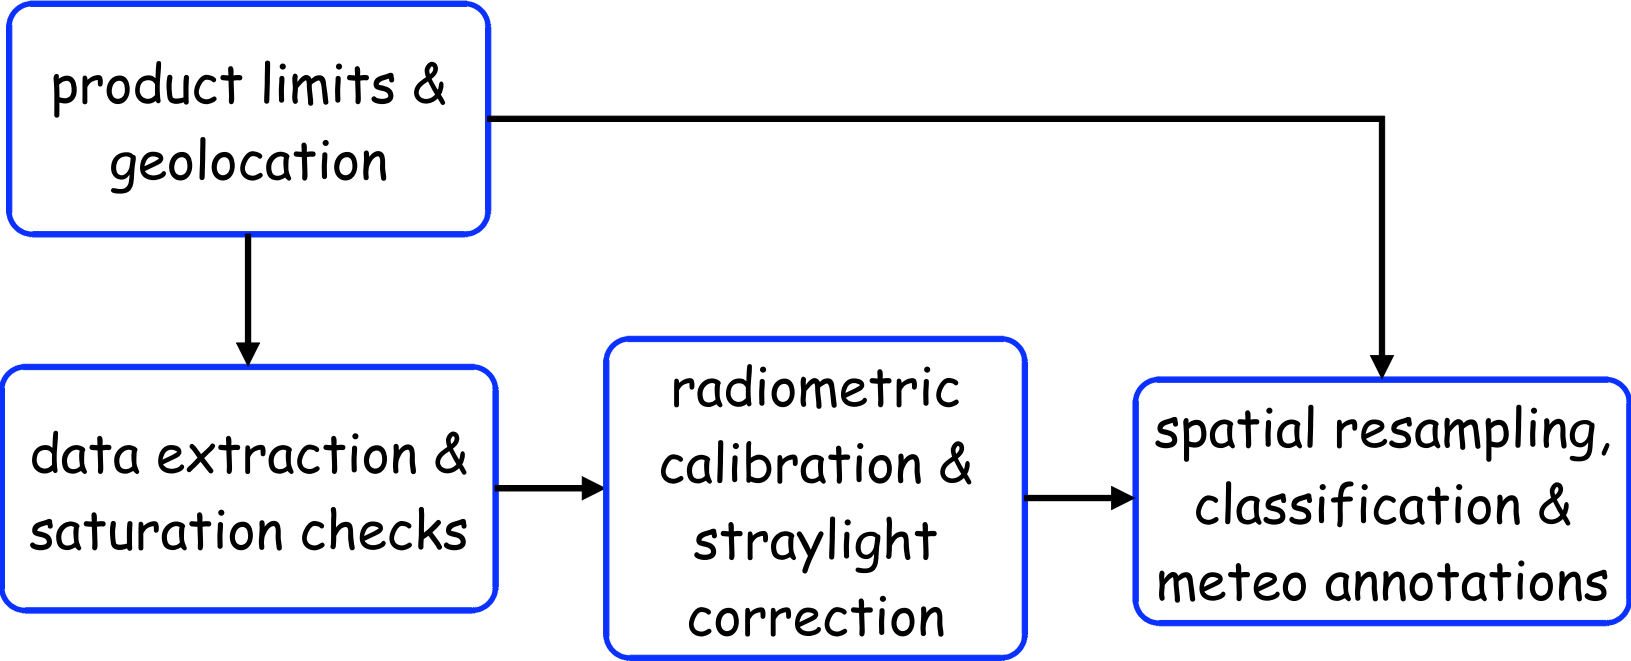 product limits &
geolocation
data extraction &
saturation checks
radiometric
calibration &
straylight
correction
spatial resampling,
classification &
meteo annotations